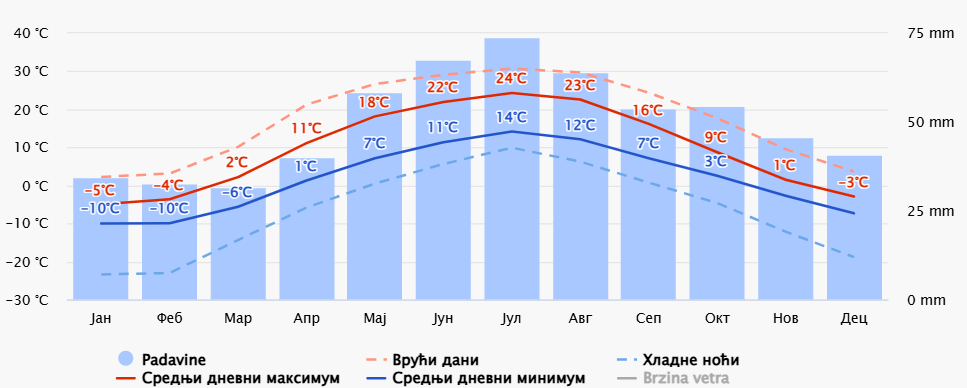 40 °C 75 mm
30 °C
24°C
22°C 23°C
20 °C
18°C 16°C
50 mm
14°C
11°C 11°C 12°C
10 °C
9°C
7°C 7°C
2°C 1°C 3°C 1°C
0 °C
−5°C −4°C −6°C −3°C
−10°C −10°C
25 mm
−10 °C
−20 °C
−30 °C 0 mm
Јан Феб Мар Апр Мај Јун Јул Авг Сеп Окт Нов Дец
Padavine Врући дани Хладне ноћи
Средњи дневни максимум Средњи дневни минимум Brzina vetra